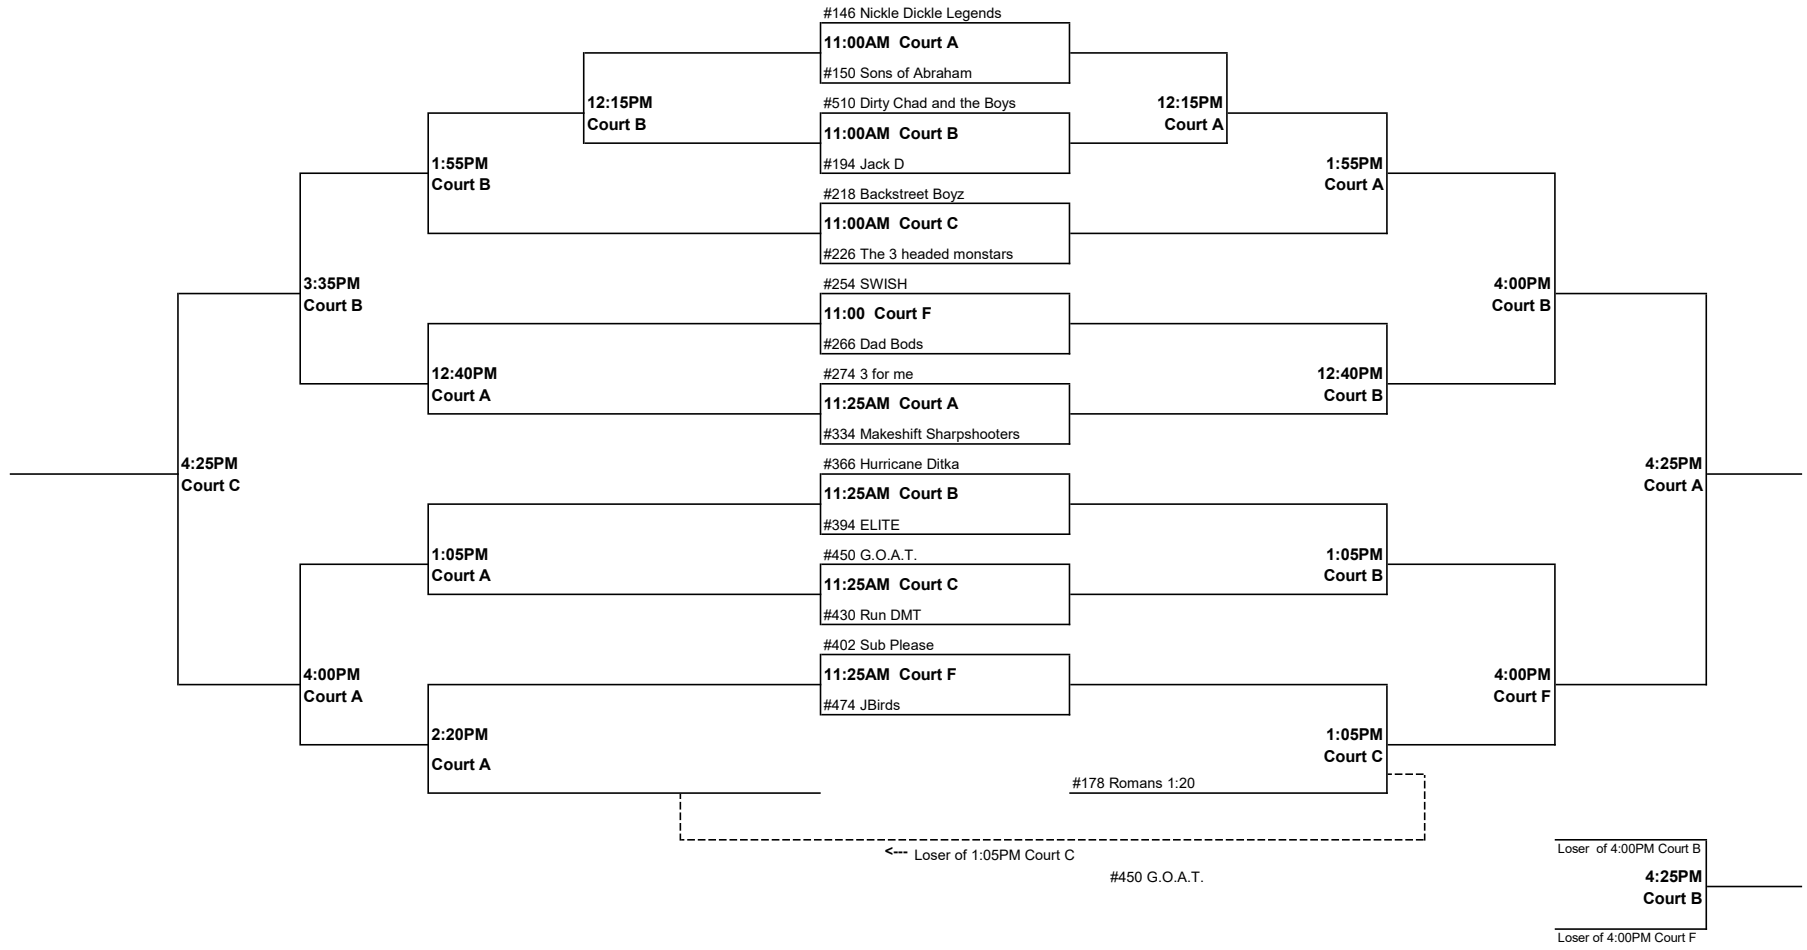 #146 Nickle Dickle Legends
11:00AM  Court A
#150 Sons of Abraham
12:15PM
Court B
#510 Dirty Chad and the Boys
12:15PM
Court A
11:00AM  Court B
#194 Jack D
1:55PM
Court B
1:55PM
Court A
#218 Backstreet Boyz
11:00AM  Court C
#226 The 3 headed monstars
3:35PM
Court B
#254 SWISH
4:00PM
Court B
11:00  Court F
#266 Dad Bods
12:40PM
Court A
#274 3 for me
12:40PM
Court B
11:25AM  Court A
#334 Makeshift Sharpshooters
4:25PM
Court C
#366 Hurricane Ditka
4:25PM
Court A
11:25AM  Court B
#394 ELITE
1:05PM
Court A
#450 G.O.A.T.
1:05PM
Court B
11:25AM  Court C
#430 Run DMT
#402 Sub Please
4:00PM
Court A
11:25AM  Court F
4:00PM
Court F
#474 JBirds
2:20PM
Court A
1:05PM
Court C
#178 Romans 1:20
<--- Loser of 1:05PM Court C
#450 G.O.A.T.
Loser  of 4:00PM Court B
4:25PM
Court B
Loser of 4:00PM Court F